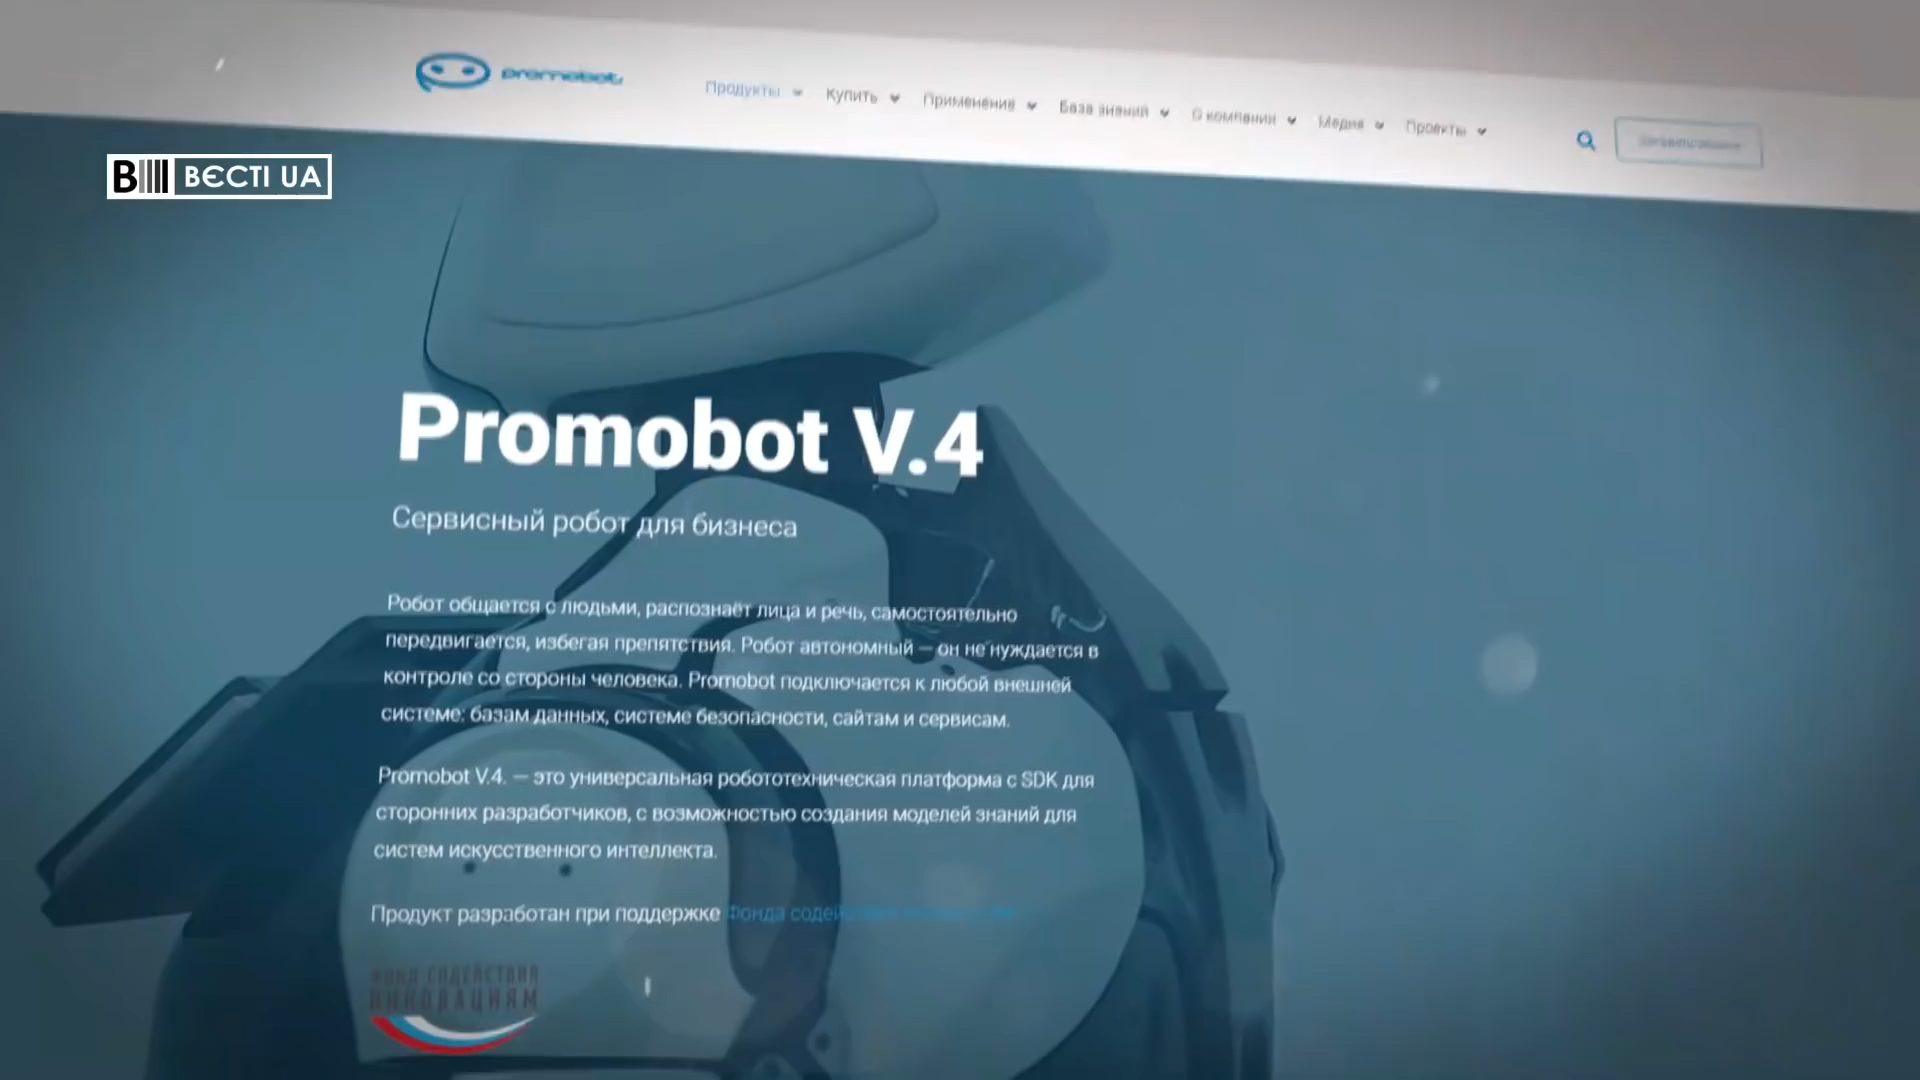 promobot
Продукты Купить Применение База знаний О компании Медиа Проекты
В ВЄСТІ UA
Promobot V.4
Сервисный робот для бизнеса
Робот общается с людьми, распознаёт лица и речь, самостоятельно
передвигается, избегая препятствия. Робот автономный — он не нуждается в
контроле со стороны человека. Promobot подключается к любой внешней
системе: базам данных, системе безопасности, сайтам и сервисам.
Promobot V.4. — это универсальная робототехническая платформа с SDK для
сторонних разработчиков, с возможностью создания моделей знаний для
систем искусственного интеллекта.
Продукт разработан при поддержке Фонда
ФОНД СОДЕЙСТВИЯ
ИННОВАЦИЯМ